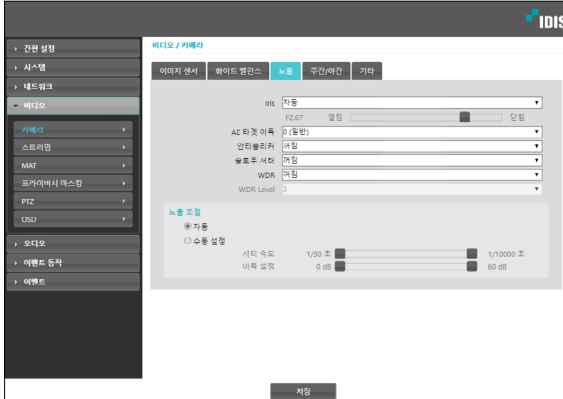 IDIS
간편 설정
시스템
네트워크
비디오
카메라
스트리밍
MAT
프라이버시 마스킹
PTZ
OSD
오디오
이벤트 동작
이벤트
비디오 / 카메라
이미지 센서 화이트 밸런스 노출 주간/야간 기타
Iris 자동
F2.67 열림 닫힘
AE 타겟 이득 0 (일반)
안티플리커 꺼짐
슬로우 셔터 꺼짐
WDR 꺼짐
WDR Level 2
노출 조절
자동
수동 설정
셔터 속도 1/30 초 1/10000 초
이득 설정 0 dB 60 dB
저장